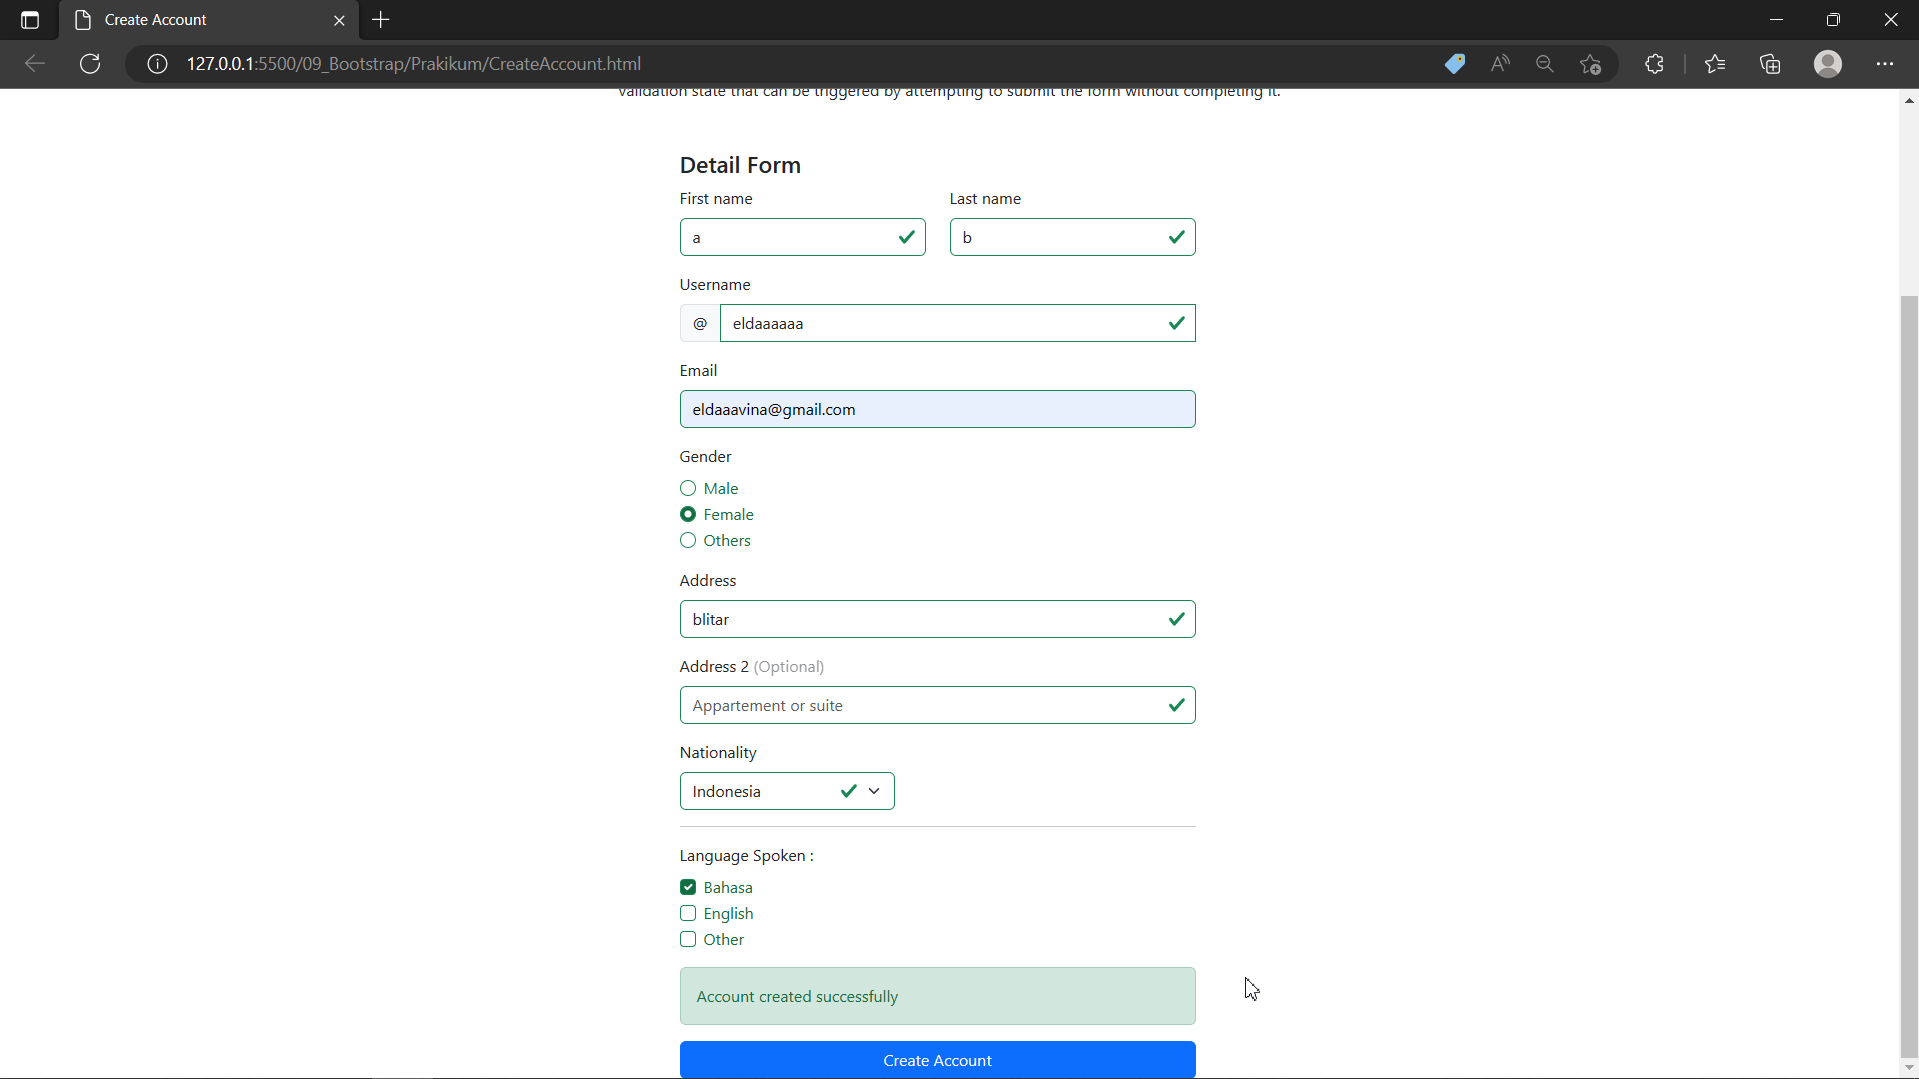 Create Account
127.0.0.1:5500/09_Bootstrap/Prakikum/CreateAccount.html
validation state that can be triggered by attempting to submit the form without completing it.
Detail Form
First name Last name
a b
Username
@ eldaaaaaa
Email
eldaaavina@gmail.com
Gender
Male
Female
Others
Address
blitar
Address 2 (Optional)
Appartement or suite
Nationality
Indonesia
Language Spoken :
Bahasa
English
Other
Account created successfully
Create Account